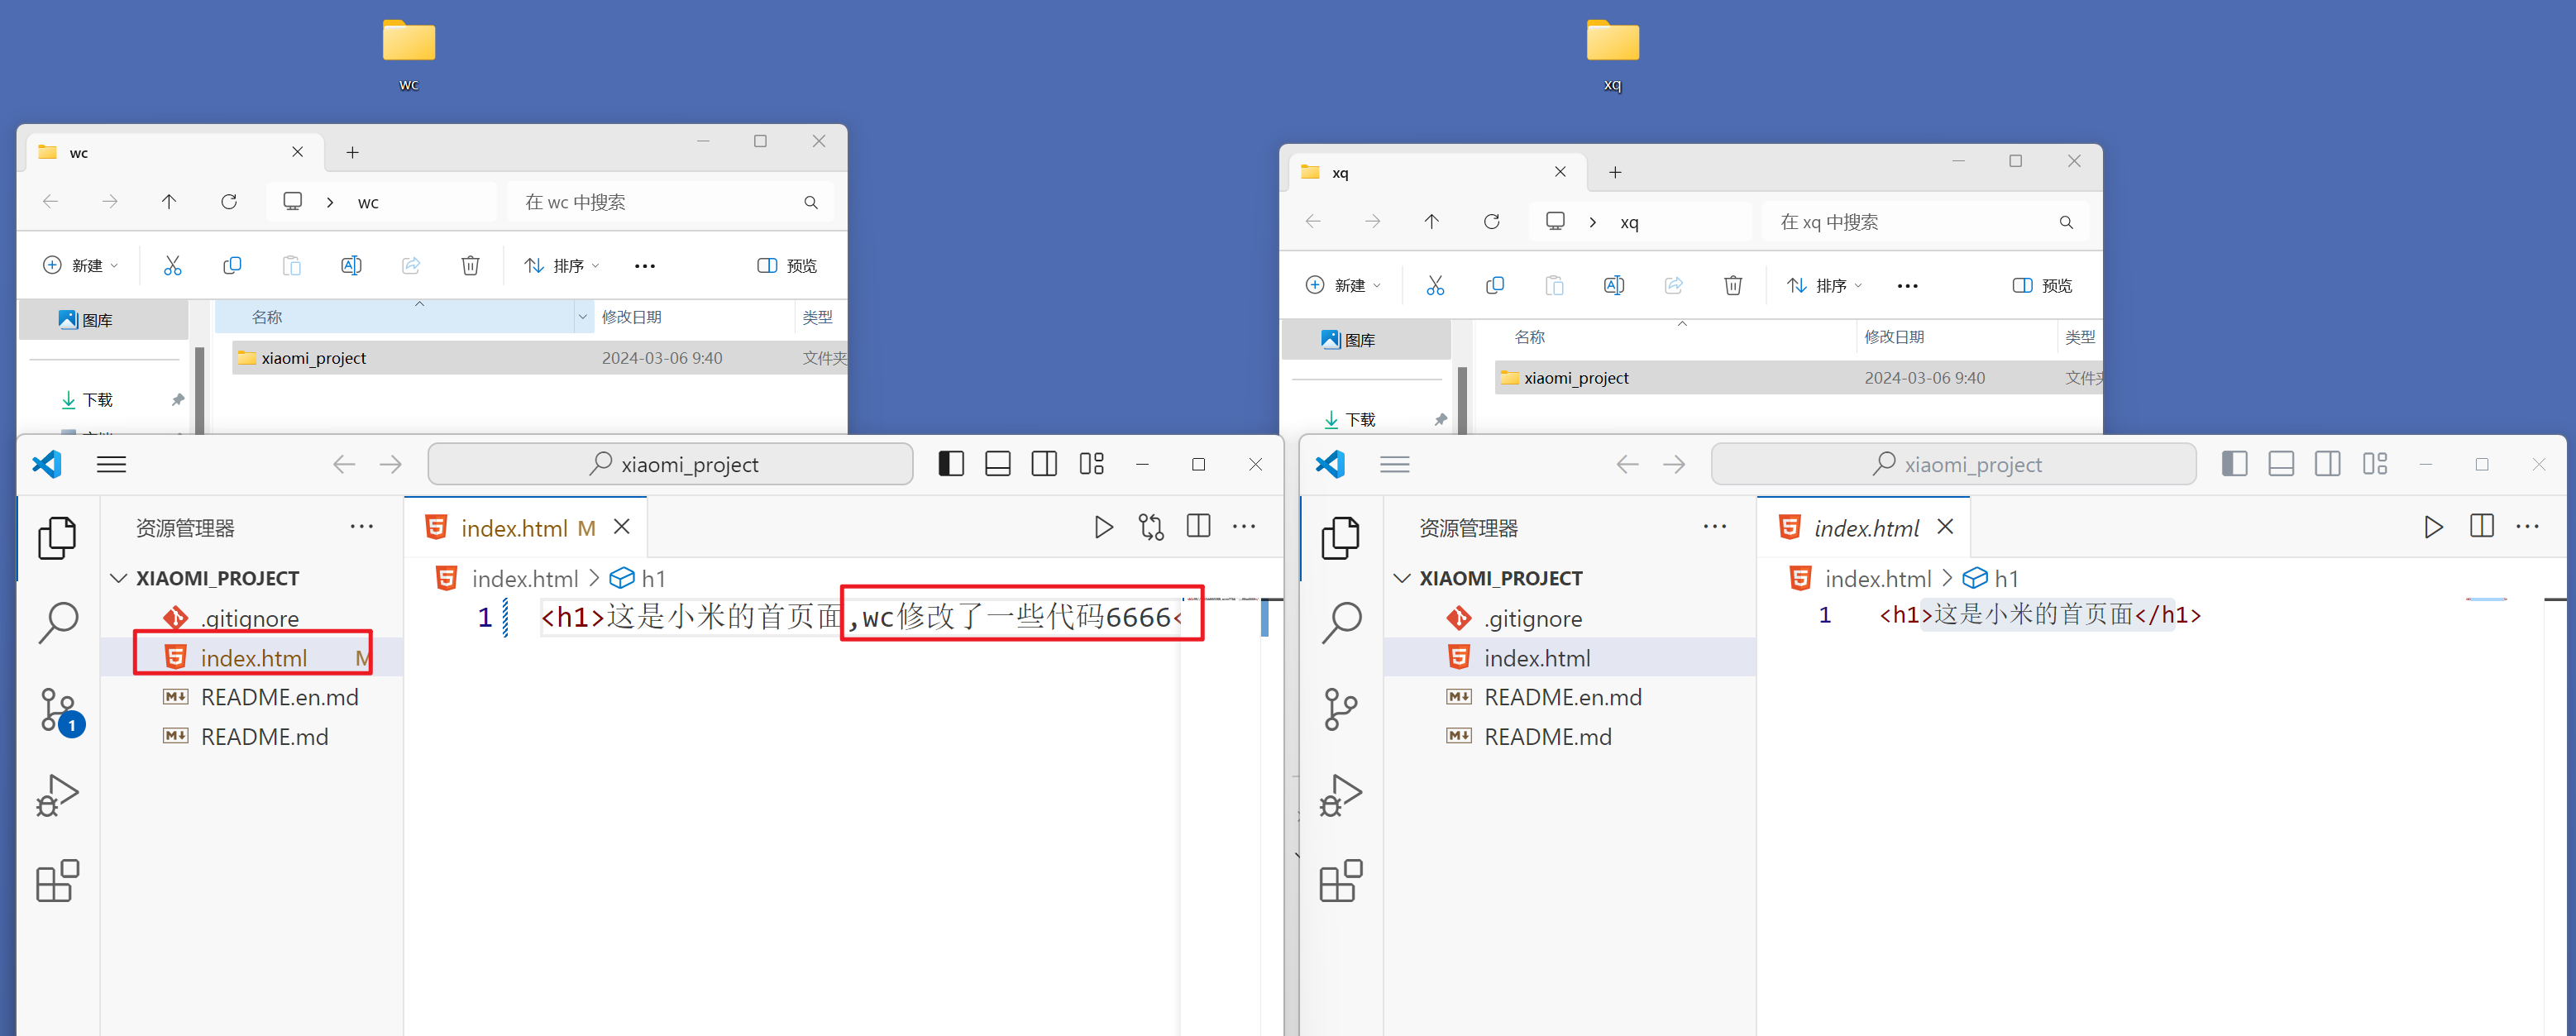 wc
xq
wc
wc
在 wc 中搜索
新建
排序
预览
图库
名称
修改日期
类型
xiaomi_project
2024-03-06 9:40
文件夹
下载
xq
xq
在 xq 中搜索
新建
排序
预览
图库
名称
修改日期
类型
xiaomi_project
2024-03-06 9:40
文件夹
下载
xiaomi_project
资源管理器
index.html M
XIAOMI_PROJECT
.gitignore
index.html M
README.en.md
README.md
1
index.html > h1
1 <h1>这是小米的首页面,wc修改了一些代码6666<
xiaomi_project
资源管理器
index.html
XIAOMI_PROJECT
.gitignore
index.html
README.en.md
README.md
index.html > h1
1 <h1>这是小米的首页面</h1>